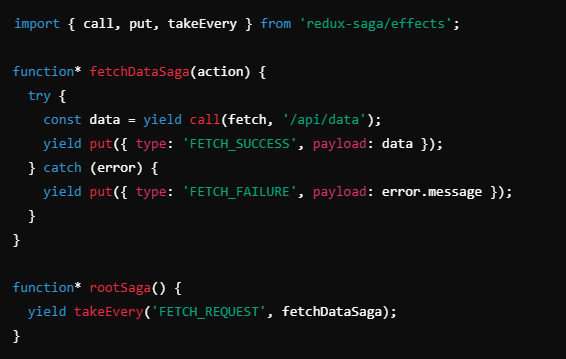 import { call, put, takeEvery } from 'redux-saga/effects';
function* fetchDataSaga(action) {
try {
const data = yield call(fetch, '/api/data');
yield put({ type: 'FETCH_SUCCESS', payload: data });
} catch (error) {
yield put({ type: 'FETCH_FAILURE', payload: error.message });
}
}
function* rootSaga() {
yield takeEvery('FETCH_REQUEST', fetchDataSaga);
}